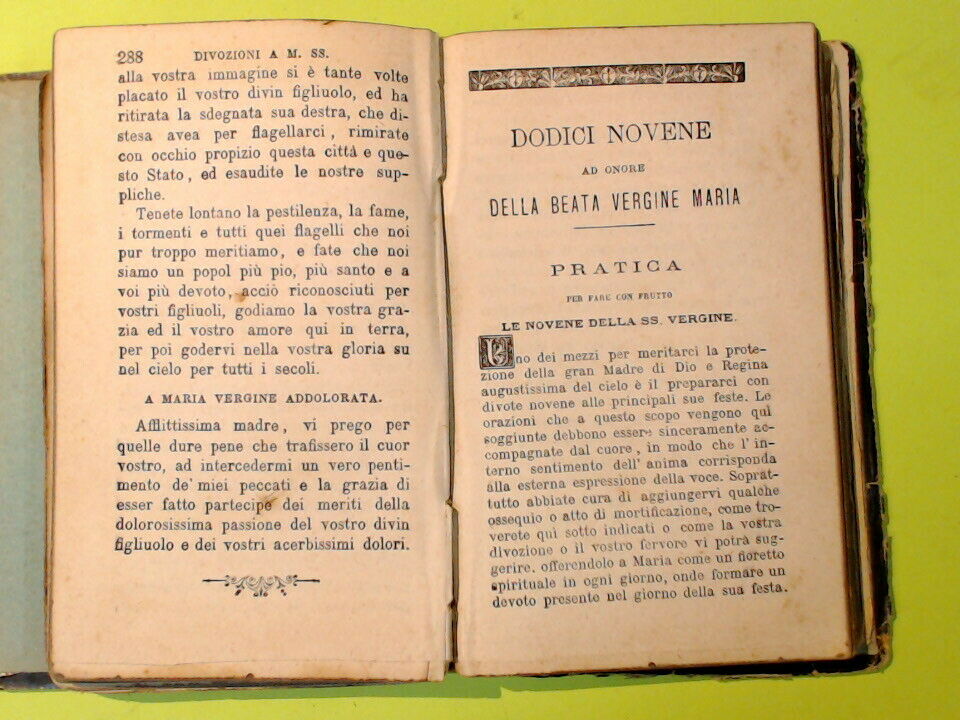 288 DIVOZIONI A M. SS.
alla vostra immagine si è tante volte
placato il vostro divin figliuolo, ed ha
ritirata la sdegnata sua destra, che di-
stesa avea per flagellarci, rimirate
con occhio propizio questa città e que-
sto Stato, ed esaudite le nostre sup-
pliche.
Tenete lontano la pestilenza, la fame,
i tormenti e tutti quei flagelli che noi
pur troppo meritiamo, e fate che noi
siamo un popol più pio, più santo e a
voi più devoto, acciò riconosciuti per
vostri figliuoli, godiamo la vostra gra-
zia ed il vostro amore qui in terra,
per poi godervi nella vostra gloria su
nel cielo per tutti i secoli.
A MARIA VERGINE ADDOLORATA.
Afflittissima madre, vi prego per
quelle dure pene che trafissero il cuor
vostro, ad intercedermi un vero penti-
mento de' miei peccati e la grazia di
esser fatto partecipe dei meriti della
dolorosissima passione del vostro divin
figliuolo e dei vostri acerbissimi dolori.
DODICI NOVENE
AD ONORE
DELLA BEATA VERGINE MARIA
PRATICA
PER FARE CON FRUTTO
LE NOVENE DELLA SS. VERGINE.
Uno dei mezzi per meritarci la prote-
zione della gran Madre di Dio e Regina
augustissima del cielo è il prepararci con
divote novene alle principali sue feste. Le
orazioni che a questo scopo vengono qui
soggiunte debbono essere sinceramente ac-
compagnate dal cuore, in modo che l'in-
terno sentimento dell'anima corrisponda
alla esterna espressione della voce. Soprat-
tutto abbiate cura di aggiungervi qualche
ossequio o atto di mortificazione, come tro-
verete qui sotto indicati o come la vostra
divozione o il vostro fervore vi potrà sug-
gerire, offerendolo a Maria come un fioretto
spirituale in ogni giorno, onde formare un
devoto presente nel giorno della sua festa.